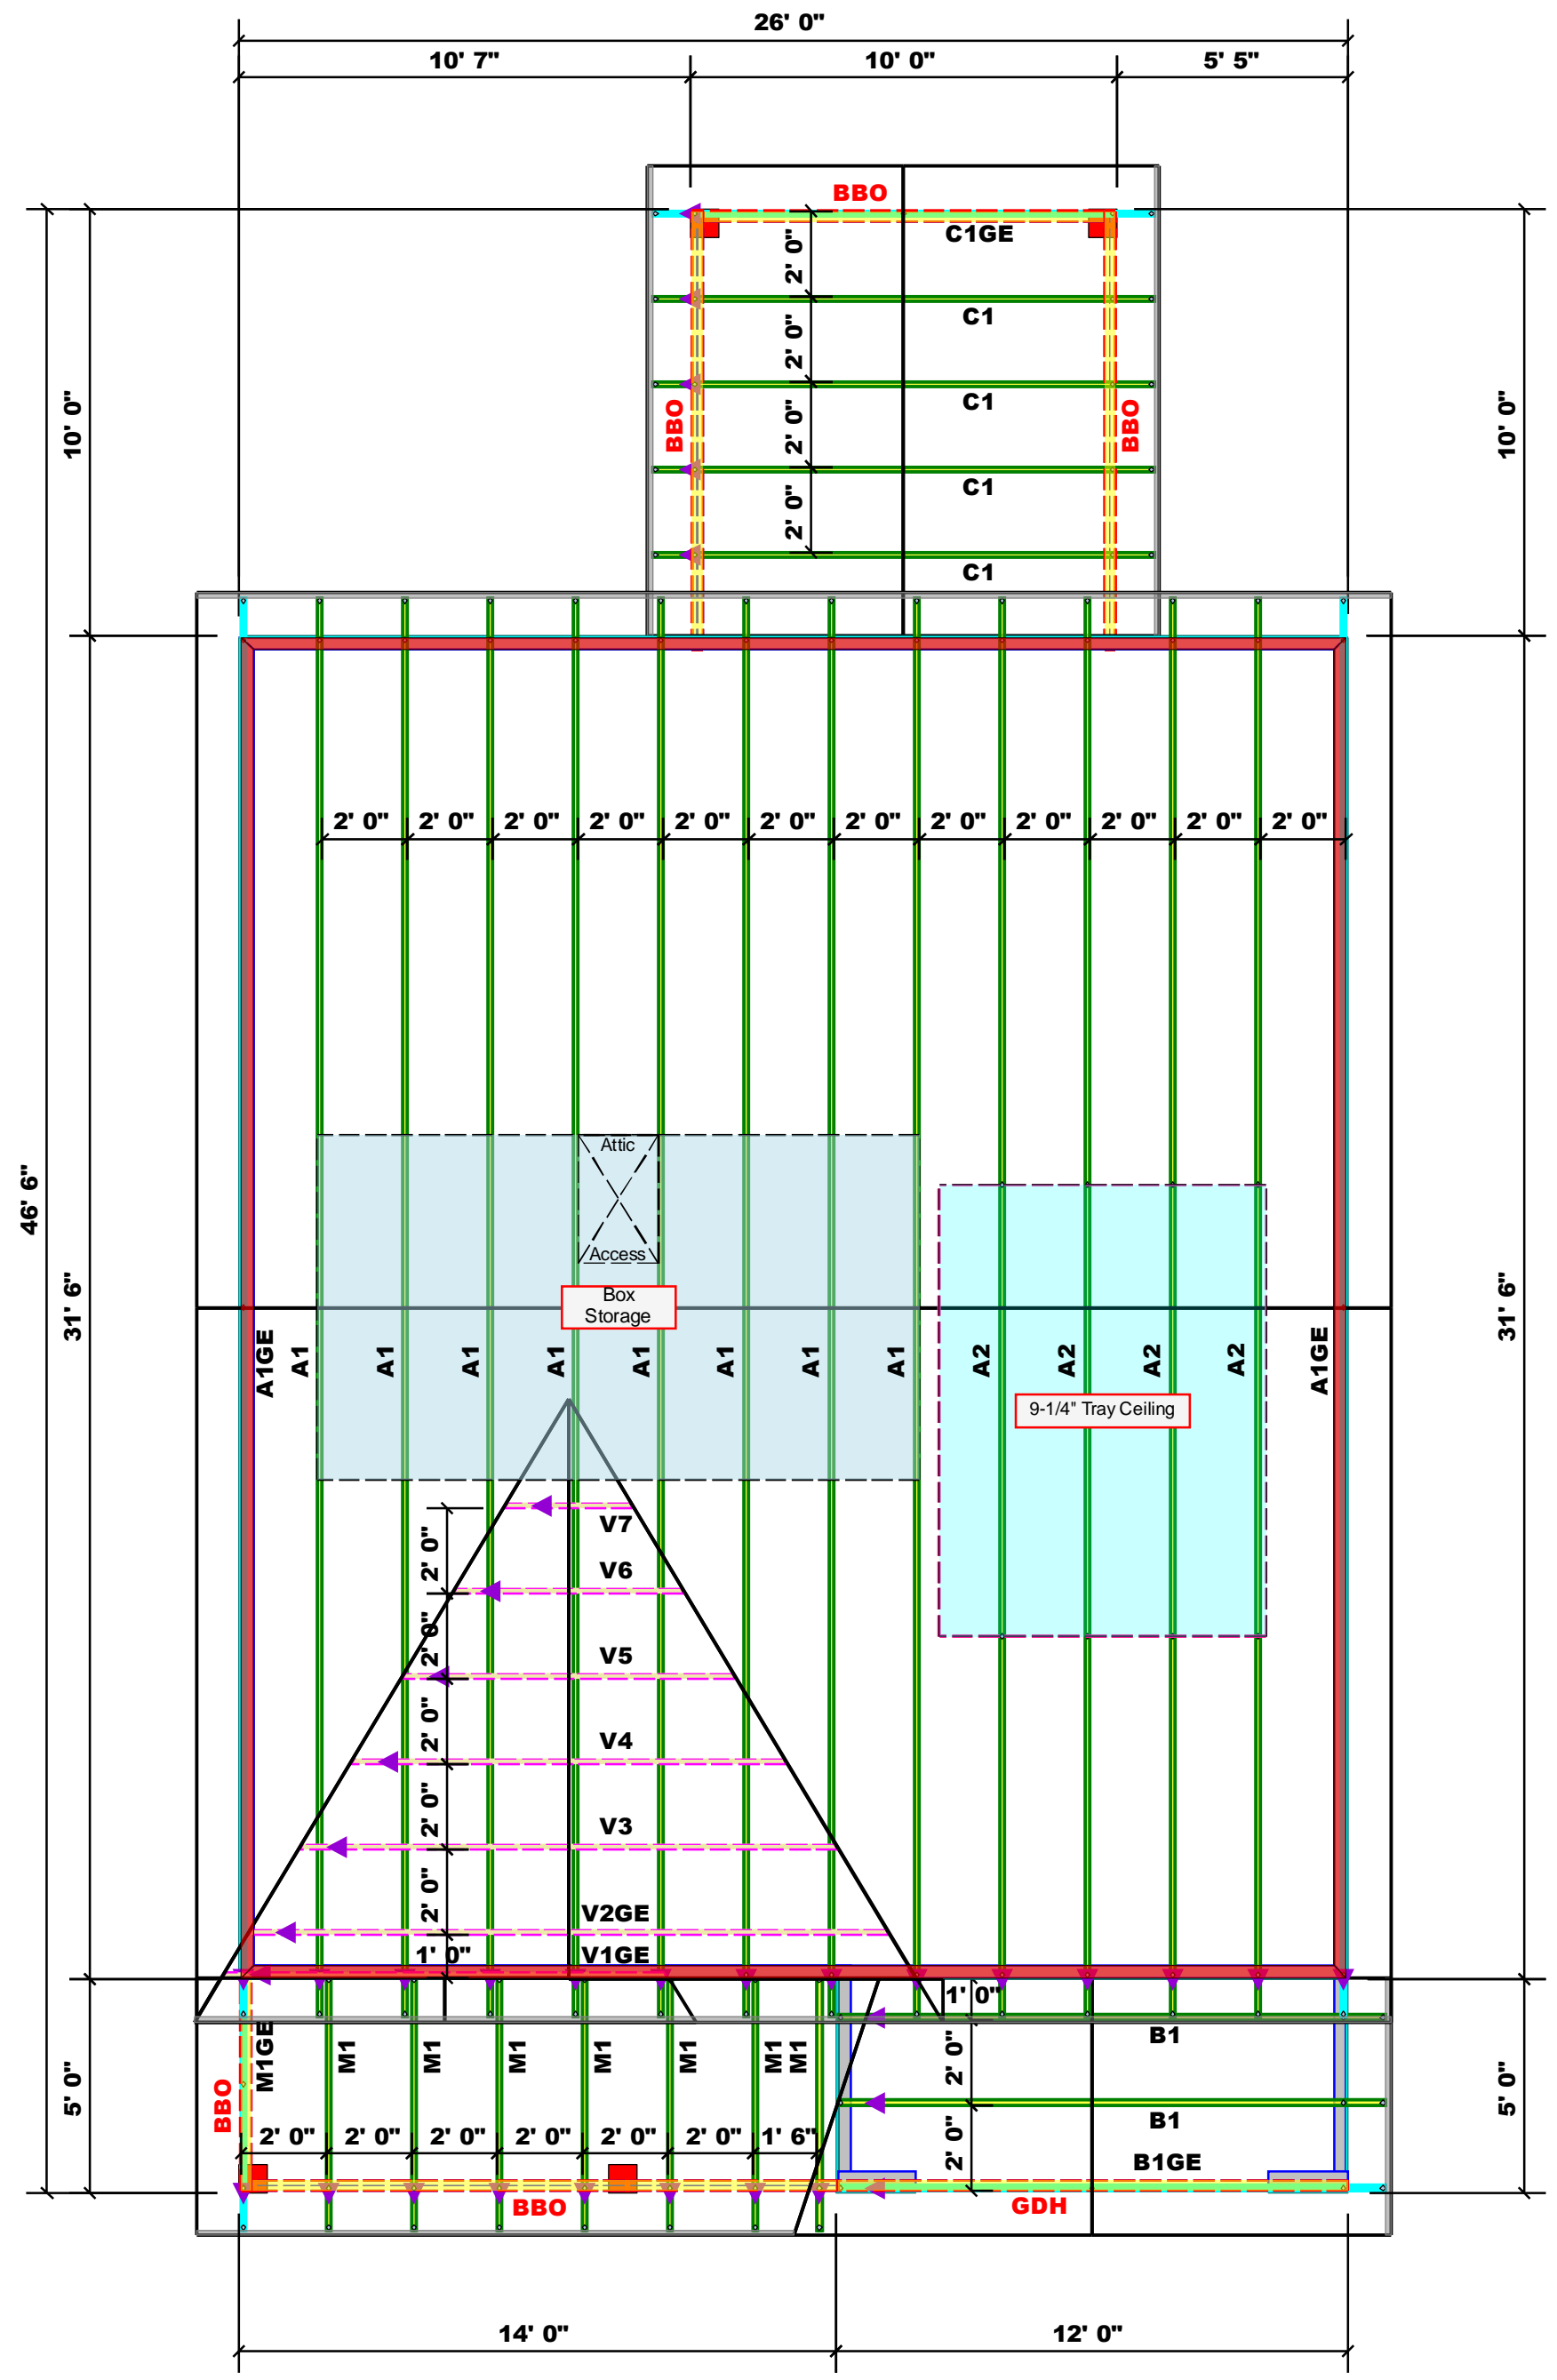 26' 0"
10' 7"
10' 0"
5' 5"
BBO
C1GE
2' 0"
C1
2' 0"
C1
BBO
BBO
2' 0"
C1
2' 0"
C1
10' 0"
10' 0"
2' 0"
2' 0"
2' 0"
2' 0"
2' 0"
2' 0"
2' 0"
2' 0"
2' 0"
2' 0"
2' 0"
2' 0"
46' 6"
31' 6"
31' 6"
Attic
Access
Box
Storage
A1GE
A1
A1
A1
A1
A1
A1
A1
A1
A2
A2
A2
A2
A1GE
9-1/4" Tray Ceiling
V7
2' 0"
V6
2' 0"
V5
2' 0"
V4
2' 0"
V3
2' 0"
V2GE
1' 0"
V1GE
1' 0"
M1GE
M1
M1
M1
M1
M1
M1
M1
B1
2' 0"
B1
5' 0"
5' 0"
BBO
2' 0"
2' 0"
2' 0"
2' 0"
2' 0"
2' 0"
1' 6"
2' 0"
B1GE
BBO
GDH
14' 0"
12' 0"